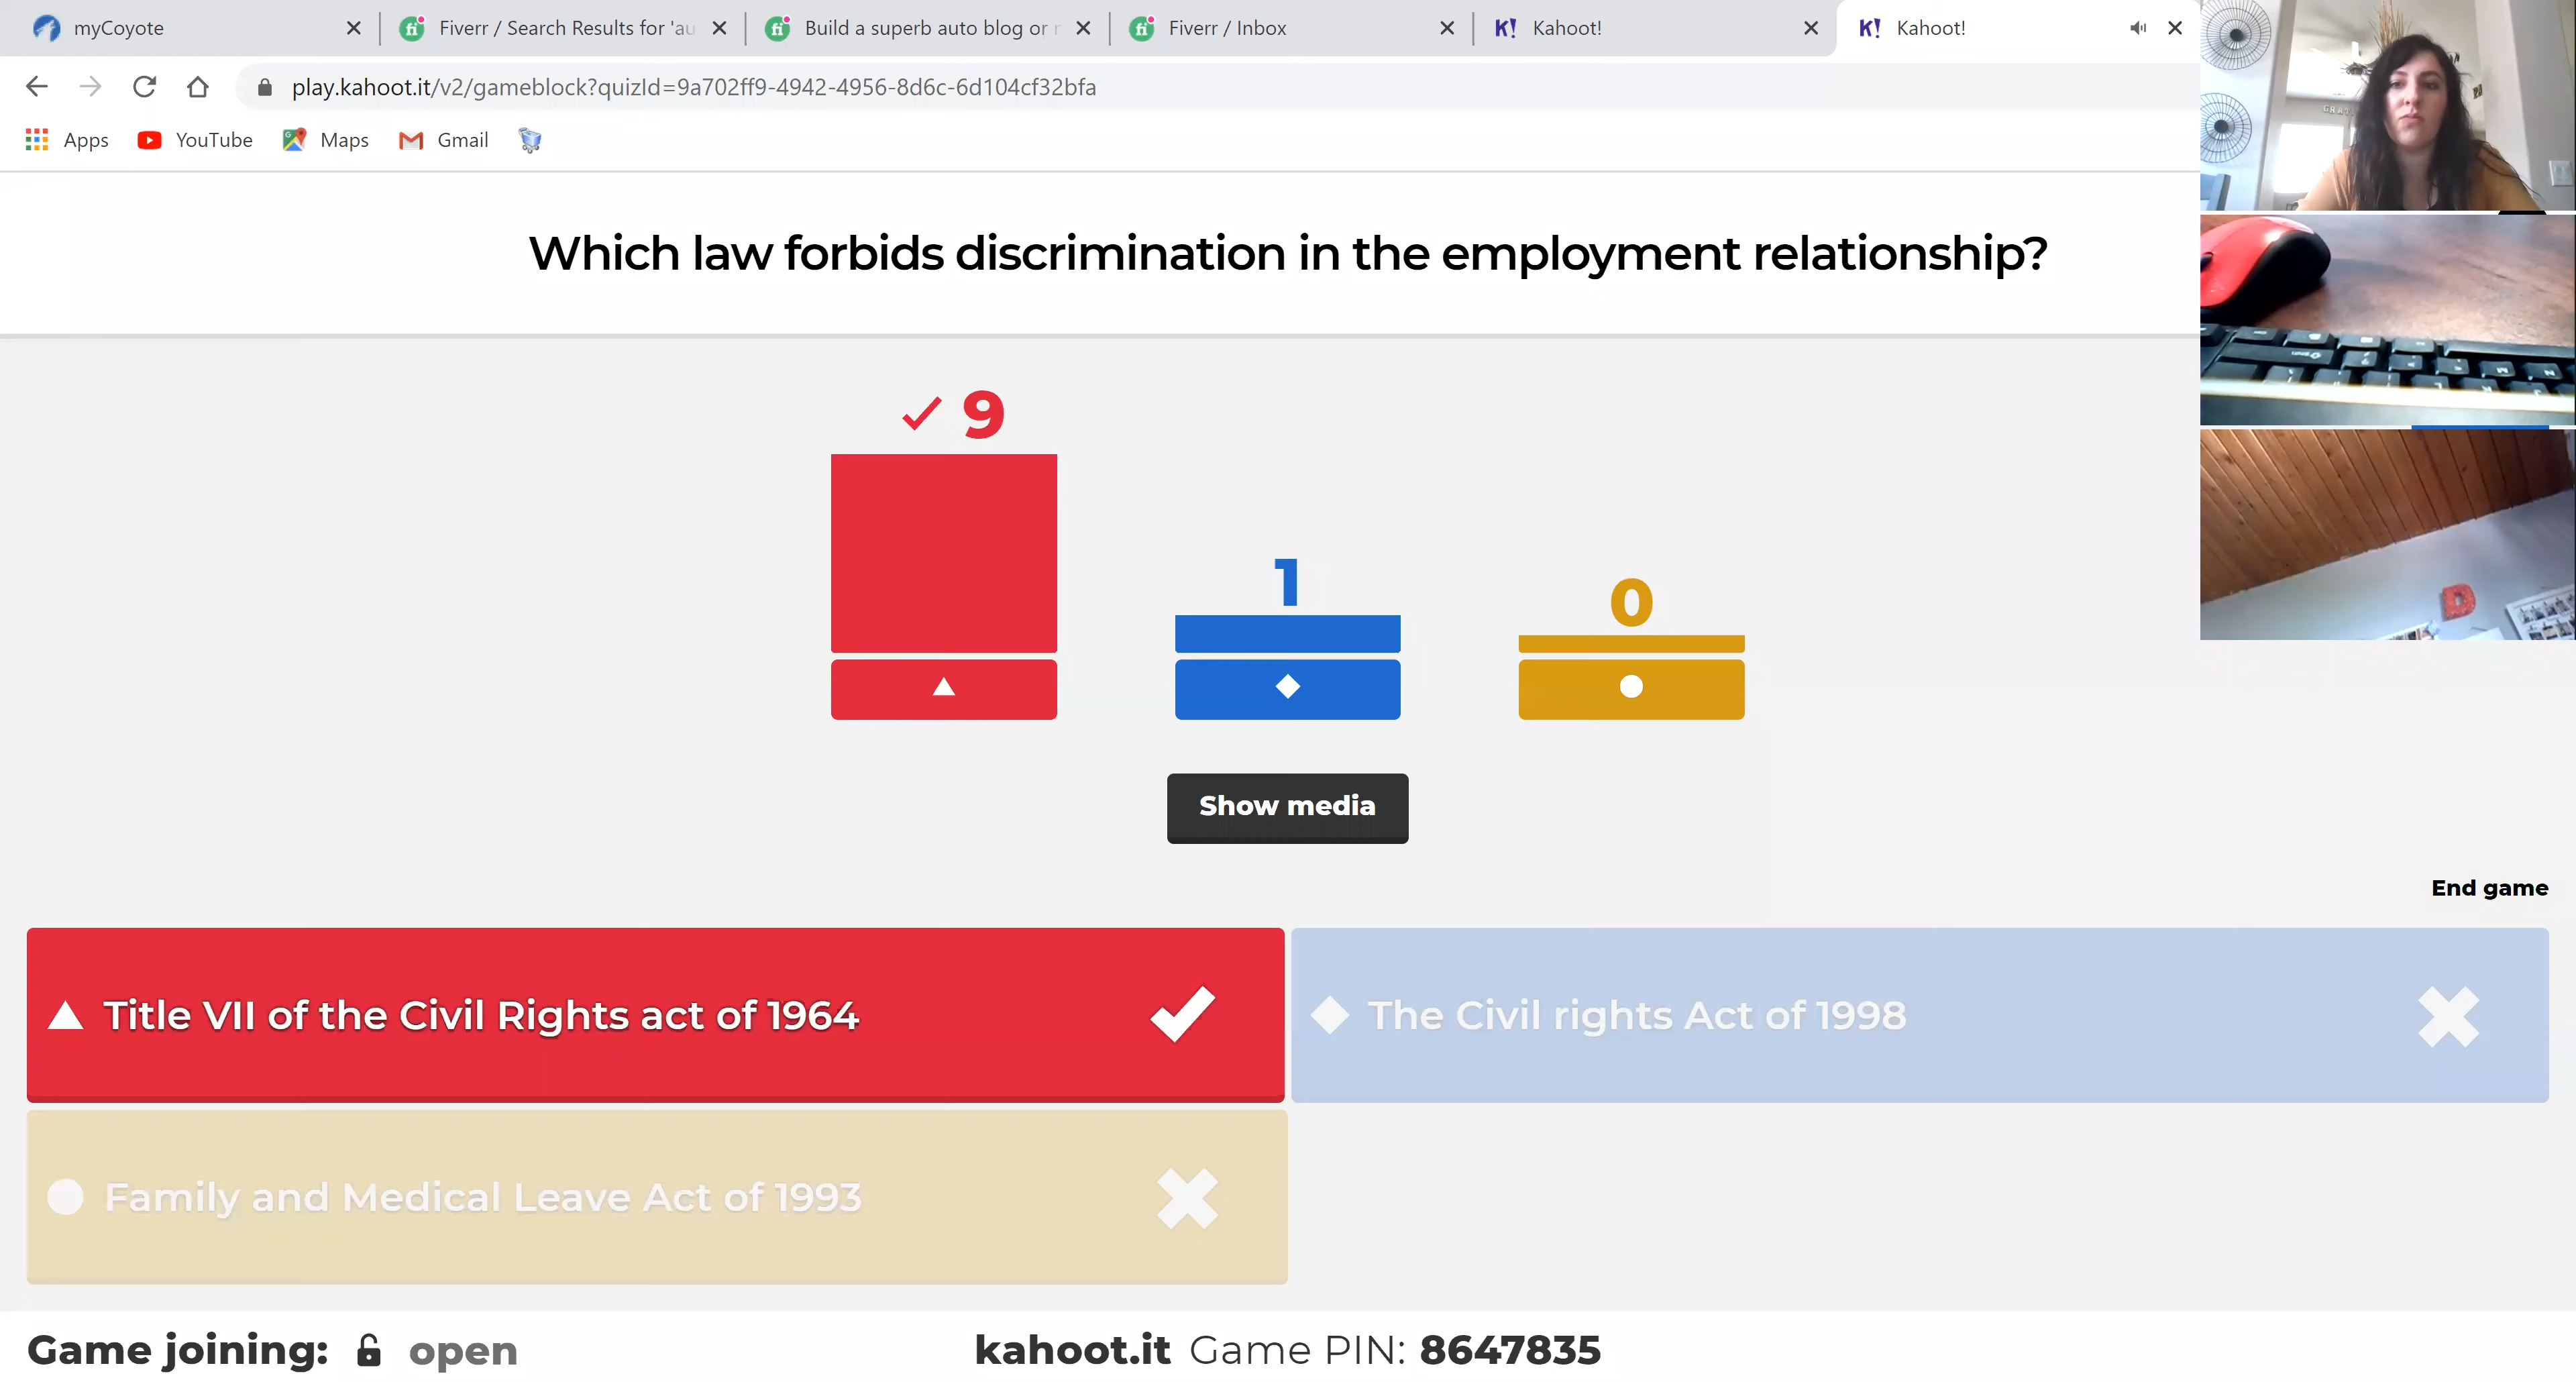 myCoyote
Fiverr / Search Results for 'au
Build a superb auto blog or
Fiverr / Inbox
K! Kahoot!
K! Kahoot!
play.kahoot.it/v2/gameblock?quizId=9a702ff9-4942-4956-8d6c-6d104cf32bfa
Apps
YouTube
Maps
Gmail
Which law forbids discrimination in the employment relationship?
9
1
0
Show media
End game
Title VII of the Civil Rights act of 1964
The Civil rights Act of 1998
Family and Medical Leave Act of 1993
Game joining: open
kahoot.it Game PIN: 8647835
D